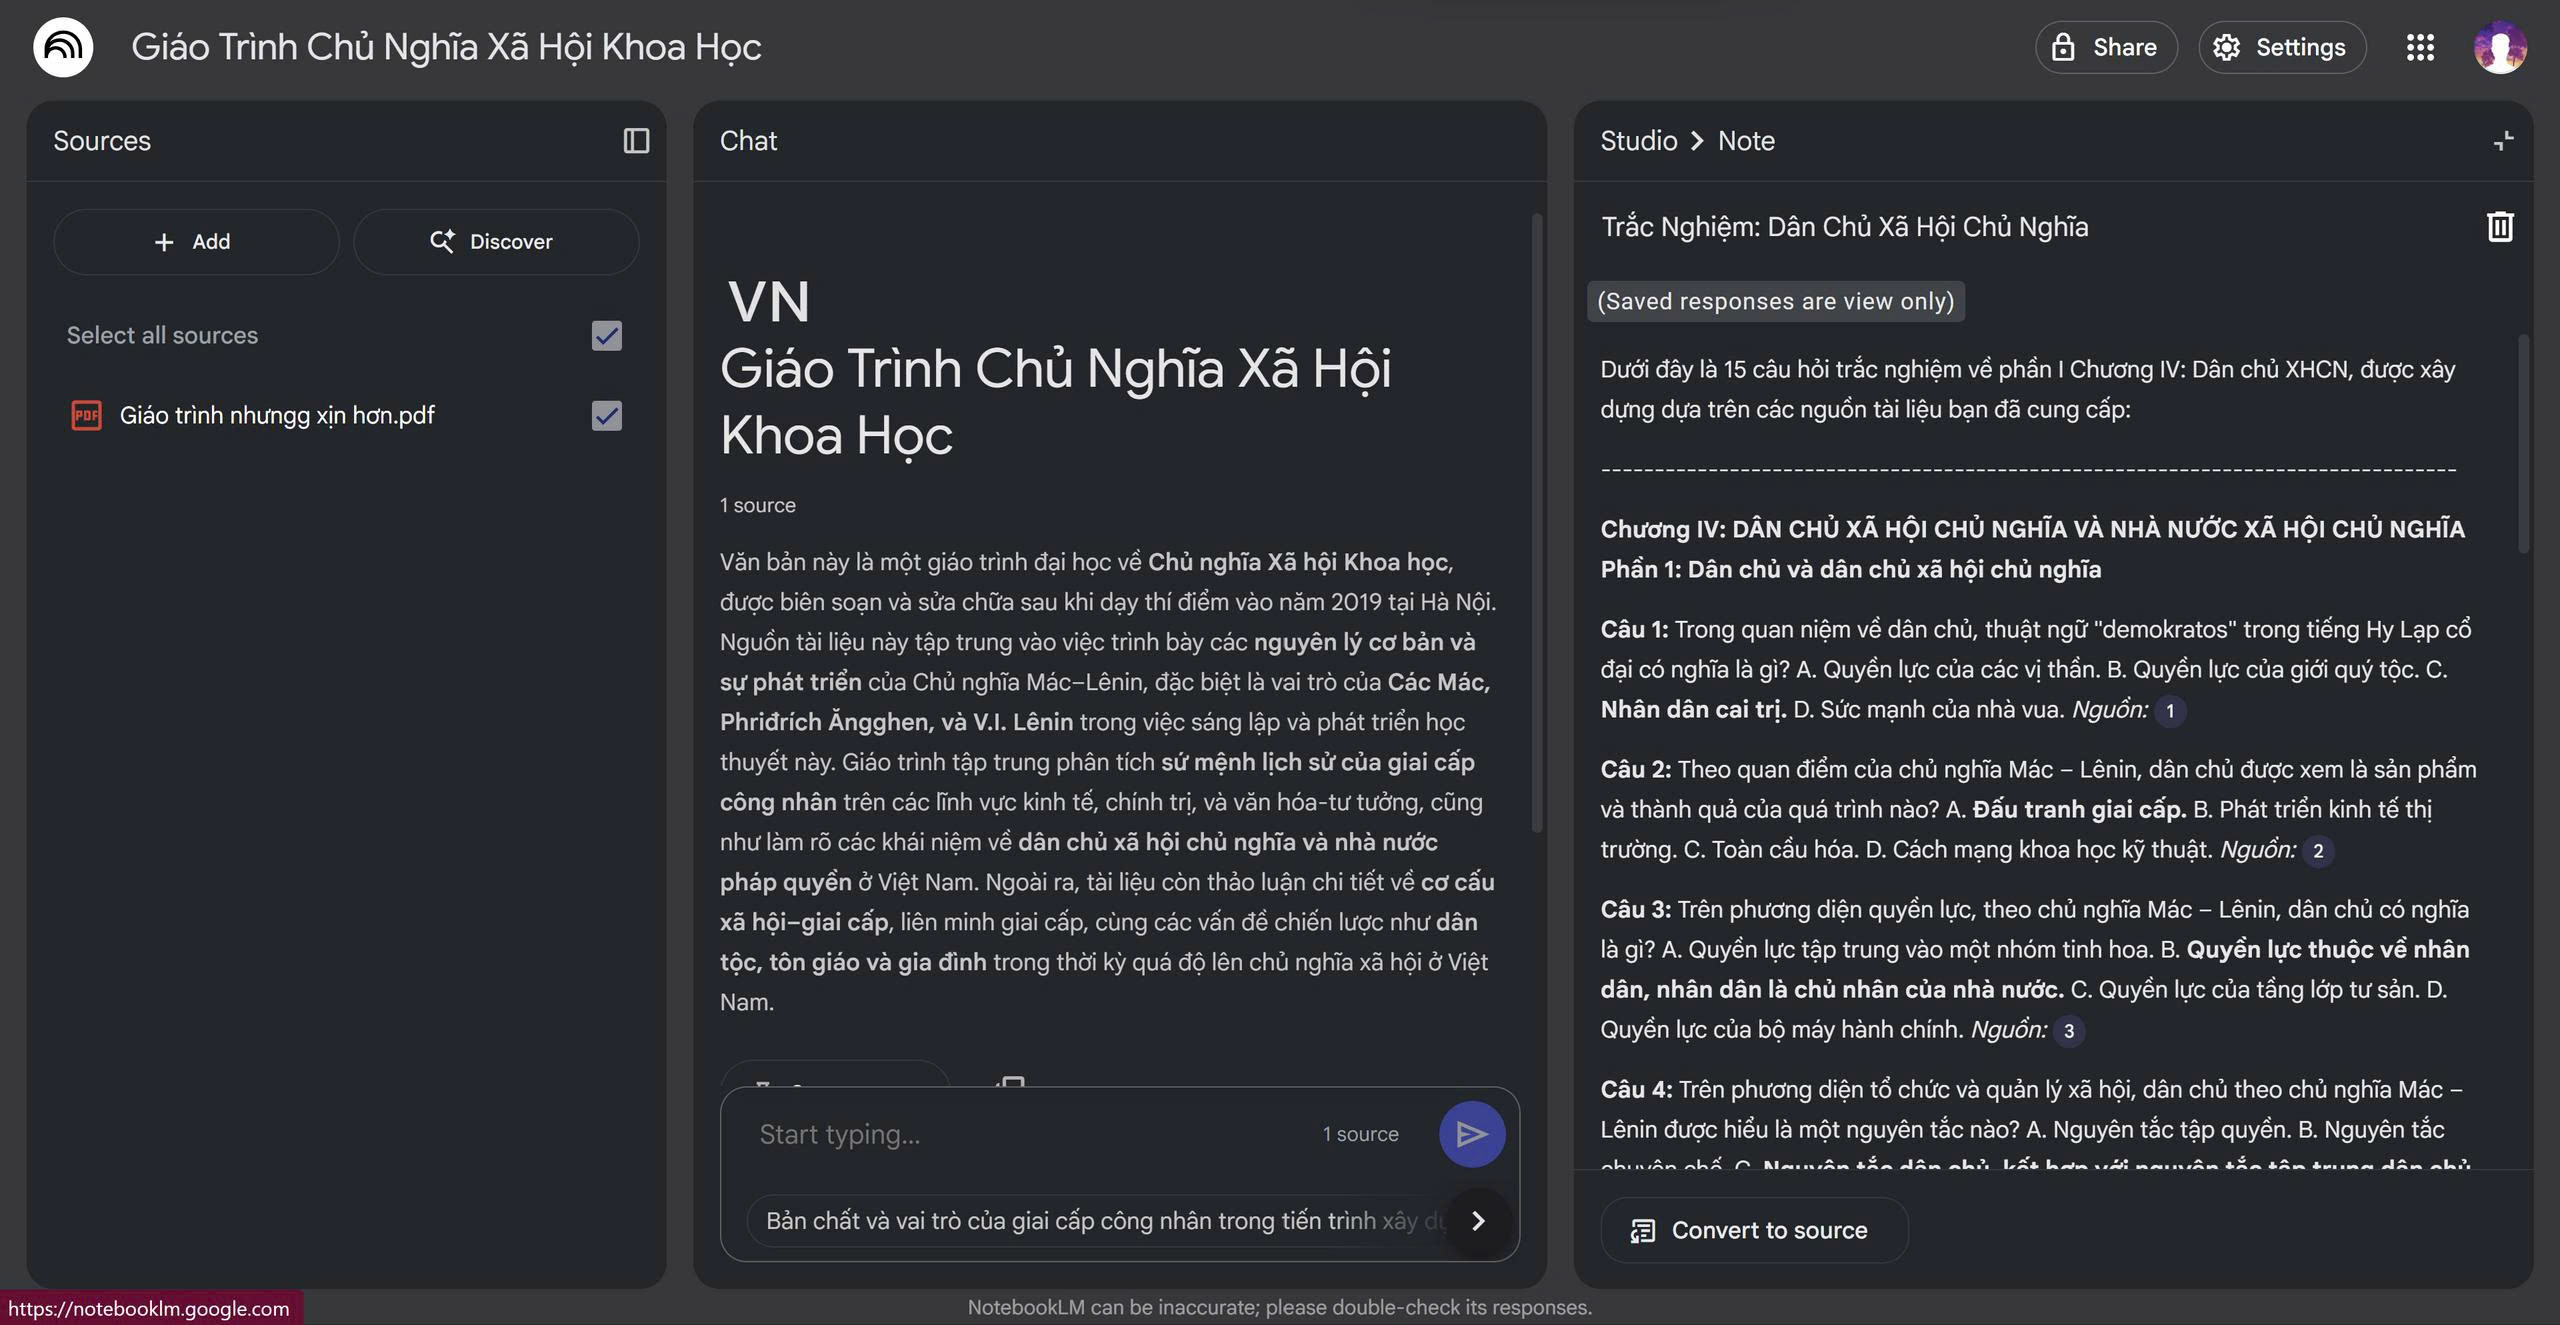 Giáo Trình Chủ Nghĩa Xã Hội Khoa Học
Share
Settings
Sources
Add
Discover
Select all sources
PDF
Giáo trình nhưngg xịn hơn.pdf
Chat
VN
Giáo Trình Chủ Nghĩa Xã Hội
Khoa Học
1 source
Văn bản này là một giáo trình đại học về Chủ nghĩa Xã hội Khoa học,
được biên soạn và sửa chữa sau khi dạy thí điểm vào năm 2019 tại Hà Nội.
Nguồn tài liệu này tập trung vào việc trình bày các nguyên lý cơ bản và
sự phát triển của Chủ nghĩa Mác–Lênin, đặc biệt là vai trò của Các Mác,
Phriđrích Ăngghen, và V.I. Lênin trong việc sáng lập và phát triển học
thuyết này. Giáo trình tập trung phân tích sứ mệnh lịch sử của giai cấp
công nhân trên các lĩnh vực kinh tế, chính trị, và văn hóa-tư tưởng, cũng
như làm rõ các khái niệm về dân chủ xã hội chủ nghĩa và nhà nước
pháp quyền ở Việt Nam. Ngoài ra, tài liệu còn thảo luận chi tiết về cơ cấu
xã hội–giai cấp, liên minh giai cấp, cùng các vấn đề chiến lược như dân
tộc, tôn giáo và gia đình trong thời kỳ quá độ lên chủ nghĩa xã hội ở Việt
Nam.
Start typing...
1 source
Bản chất và vai trò của giai cấp công nhân trong tiến trình xây
Studio > Note
Trắc Nghiệm: Dân Chủ Xã Hội Chủ Nghĩa
(Saved responses are view only)
Dưới đây là 15 câu hỏi trắc nghiệm về phần I Chương IV: Dân chủ XHCN, được xây
dựng dựa trên các nguồn tài liệu bạn đã cung cấp:
--------------------------------------------------------------------------------
Chương IV: DÂN CHỦ XÃ HỘI CHỦ NGHĨA VÀ NHÀ NƯỚC XÃ HỘI CHỦ NGHĨA
Phần 1: Dân chủ và dân chủ xã hội chủ nghĩa
Câu 1: Trong quan niệm về dân chủ, thuật ngữ "demokratos" trong tiếng Hy Lạp cổ
đại có nghĩa là gì? A. Quyền lực của các vị thần. B. Quyền lực của giới quý tộc. C.
Nhân dân cai trị. D. Sức mạnh của nhà vua. Nguồn: 1
Câu 2: Theo quan điểm của chủ nghĩa Mác – Lênin, dân chủ được xem là sản phẩm
và thành quả của quá trình nào? A. Đấu tranh giai cấp. B. Phát triển kinh tế thị
trường. C. Toàn cầu hóa. D. Cách mạng khoa học kỹ thuật. Nguồn: 2
Câu 3: Trên phương diện quyền lực, theo chủ nghĩa Mác – Lênin, dân chủ có nghĩa
là gì? A. Quyền lực tập trung vào một nhóm tinh hoa. B. Quyền lực thuộc về nhân
dân, nhân dân là chủ nhân của nhà nước. C. Quyền lực của tầng lớp tư sản. D.
Quyền lực của bộ máy hành chính. Nguồn: 3
Câu 4: Trên phương diện tổ chức và quản lý xã hội, dân chủ theo chủ nghĩa Mác –
Lênin được hiểu là một nguyên tắc nào? A. Nguyên tắc tập quyền. B. Nguyên tắc
chuyên chế. C. Nguyên tắc dân chủ, kết hợp với nguyên tắc tập trung dân chủ
Convert to source
https://notebooklm.google.com
NotebookLM can be inaccurate; please double-check its responses.